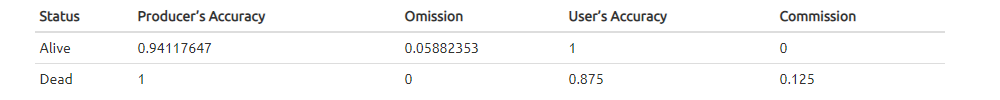 Status Producer’s Accuracy Omission User’s Accuracy Commission
Alive 0.94117647 0.05882353 1 0
Dead 1 0 0.875 0.125